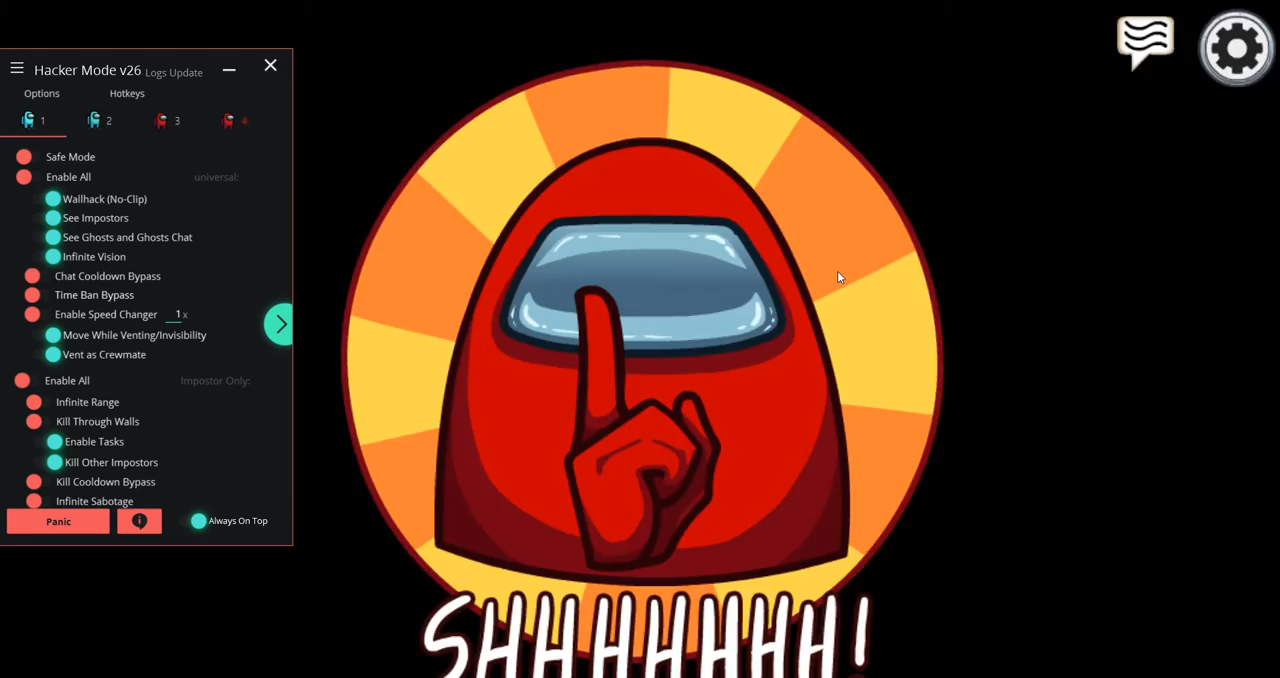 Hacker Mode v26 Logs Update
Options Hotkeys
1 2 3 4
Safe Mode
Enable All universal:
Wallhack (No-Clip)
See Impostors
See Ghosts and Ghosts Chat
Infinite Vision
Chat Cooldown Bypass
Time Ban Bypass
Enable Speed Changer 1x
Move While Venting/Invisibility
Vent as Crewmate
Enable All Impostor Only:
Infinite Range
Kill Through Walls
Enable Tasks
Kill Other Impostors
Kill Cooldown Bypass
Infinite Sabotage
Panic Always On Top
SHHHHHHH!